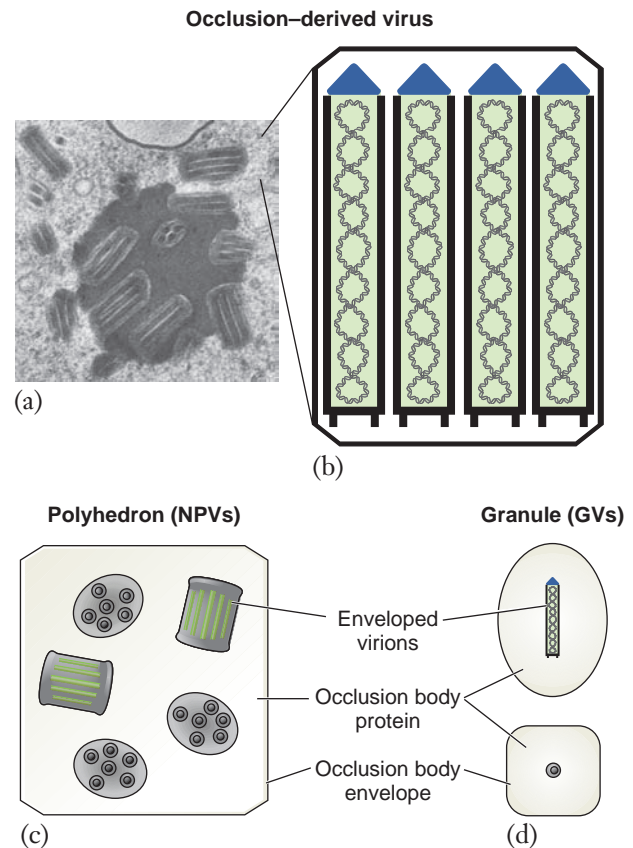 Occlusion–derived virus
(a)
(b)
Polyhedron (NPVs)
Granule (GVs)
Enveloped
virions
Occlusion body
protein
Occlusion body
envelope
(c)
(d)